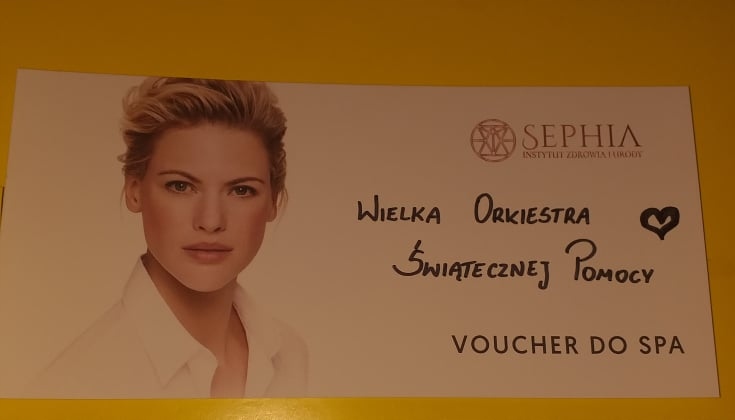 SEPHIA
INSTYTUT ZDROWIA I URODY
WIELKA ORKIESTRA
ŚWIĄTECZNEJ POMOCY
VOUCHER DO SPA